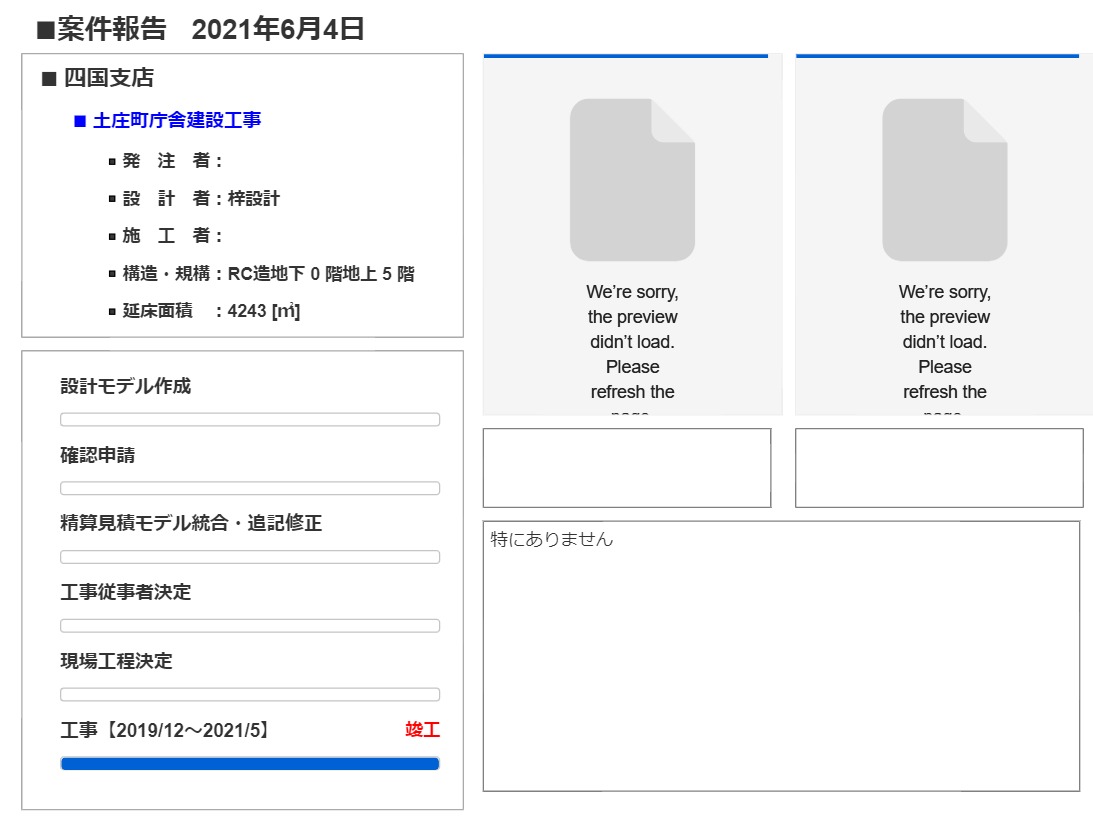 ■案件報告 2021年6月4日
■ 四国支店
■ 土庄町庁舎建設工事
▪ 発 注 者：
▪ 設 計 者：梓設計
▪ 施 工 者：
▪ 構造・規構：RC造地下 0 階地上 5 階
▪ 延床面積 ：4243 [㎡]
設計モデル作成
確認申請
精算見積モデル統合・追記修正
工事従事者決定
現場工程決定
工事【2019/12～2021/5】 竣工
We’re sorry,
the preview
didn’t load.
Please
refresh the
page.
We’re sorry,
the preview
didn’t load.
Please
refresh the
page.
特にありません